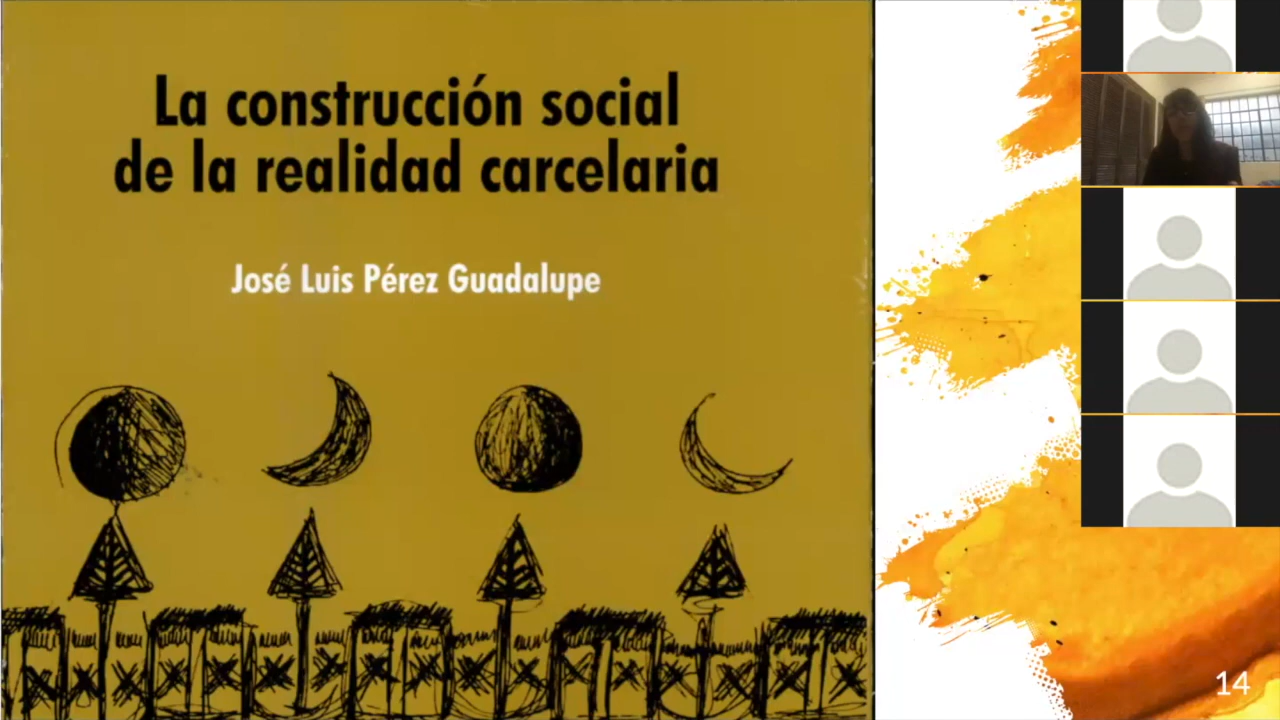 La construcción social
de la realidad carcelaria
José Luis Pérez Guadalupe
14